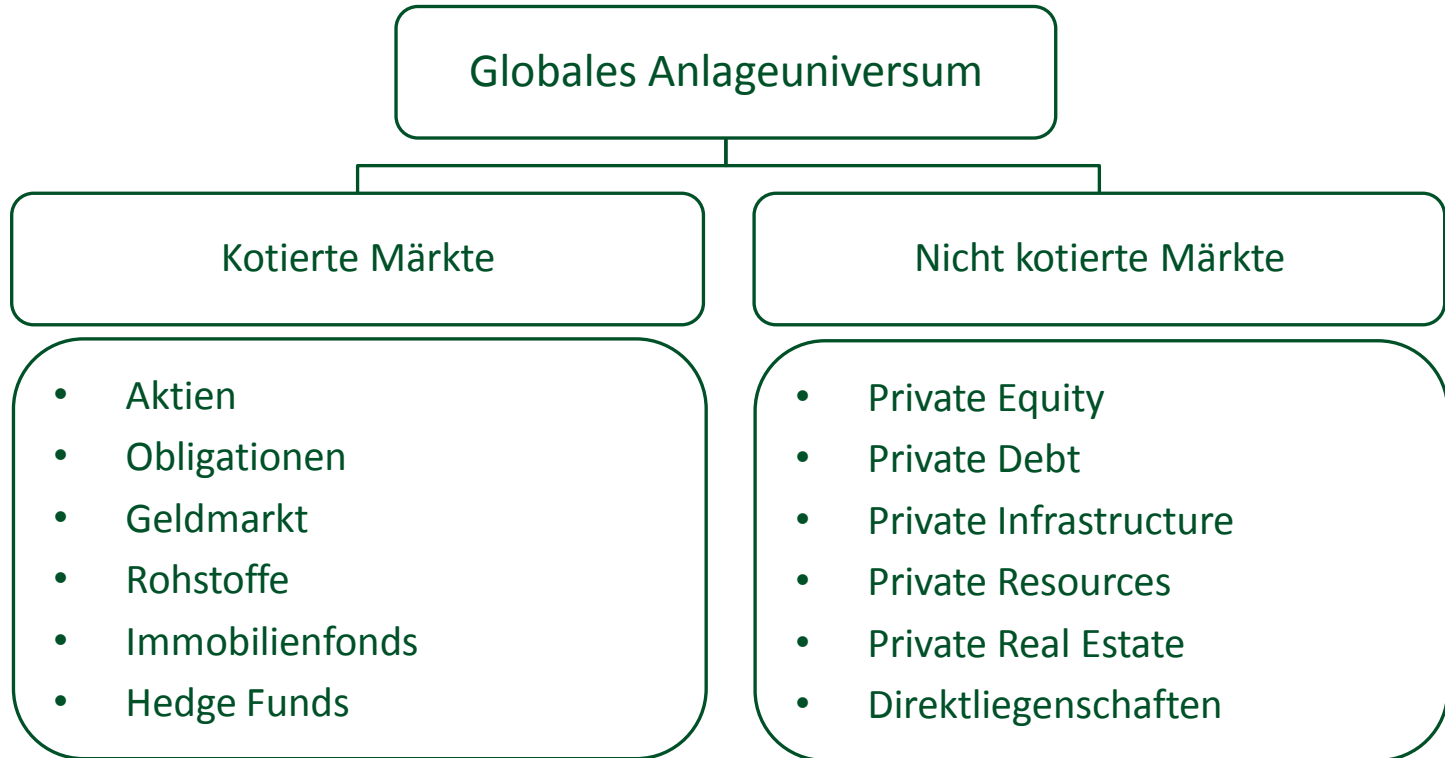 Globales Anlageuniversum
Kotierte Märkte
• Aktien
• Obligationen
• Geldmarkt
• Rohstoffe
• Immobilienfonds
• Hedge Funds
Nicht kotierte Märkte
• Private Equity
• Private Debt
• Private Infrastructure
• Private Resources
• Private Real Estate
• Direktliegenschaften